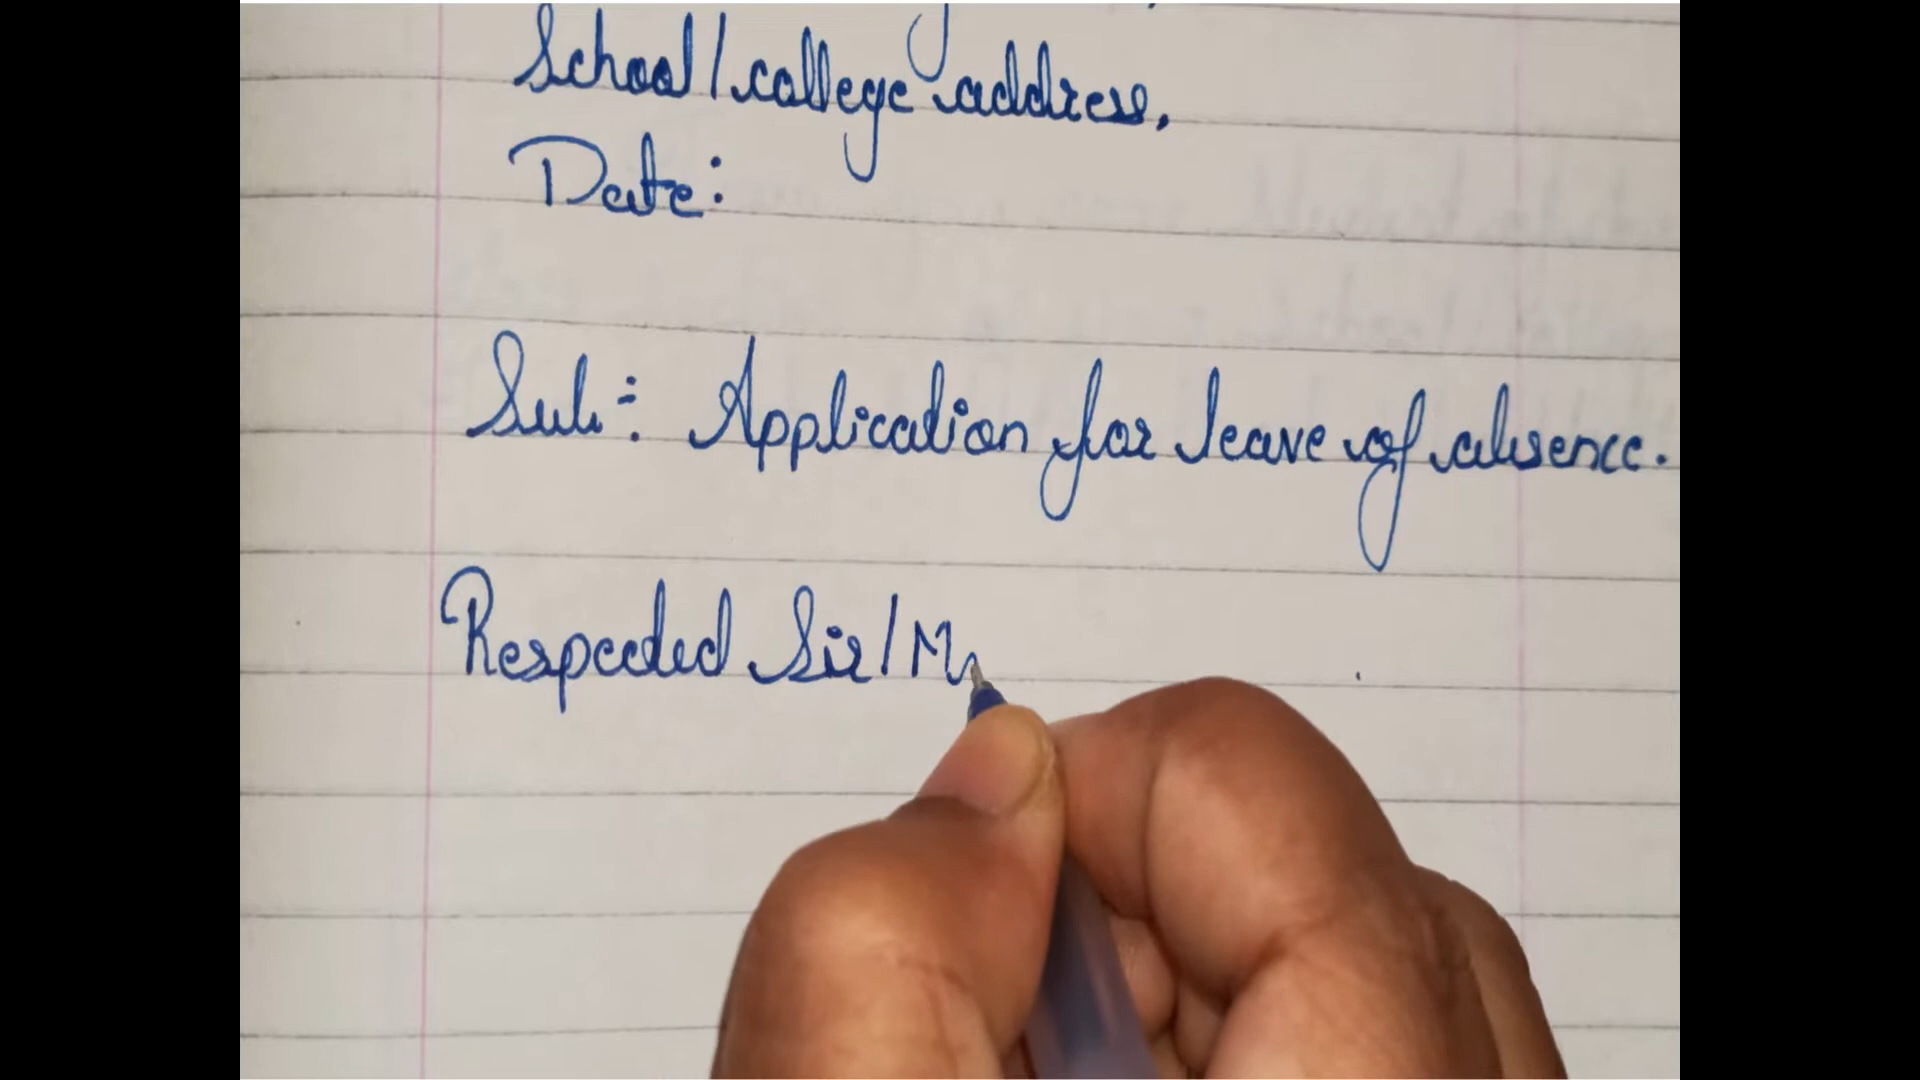 School/college address,
Date:
Sub: Application for leave of absence.
Respected Sir/M